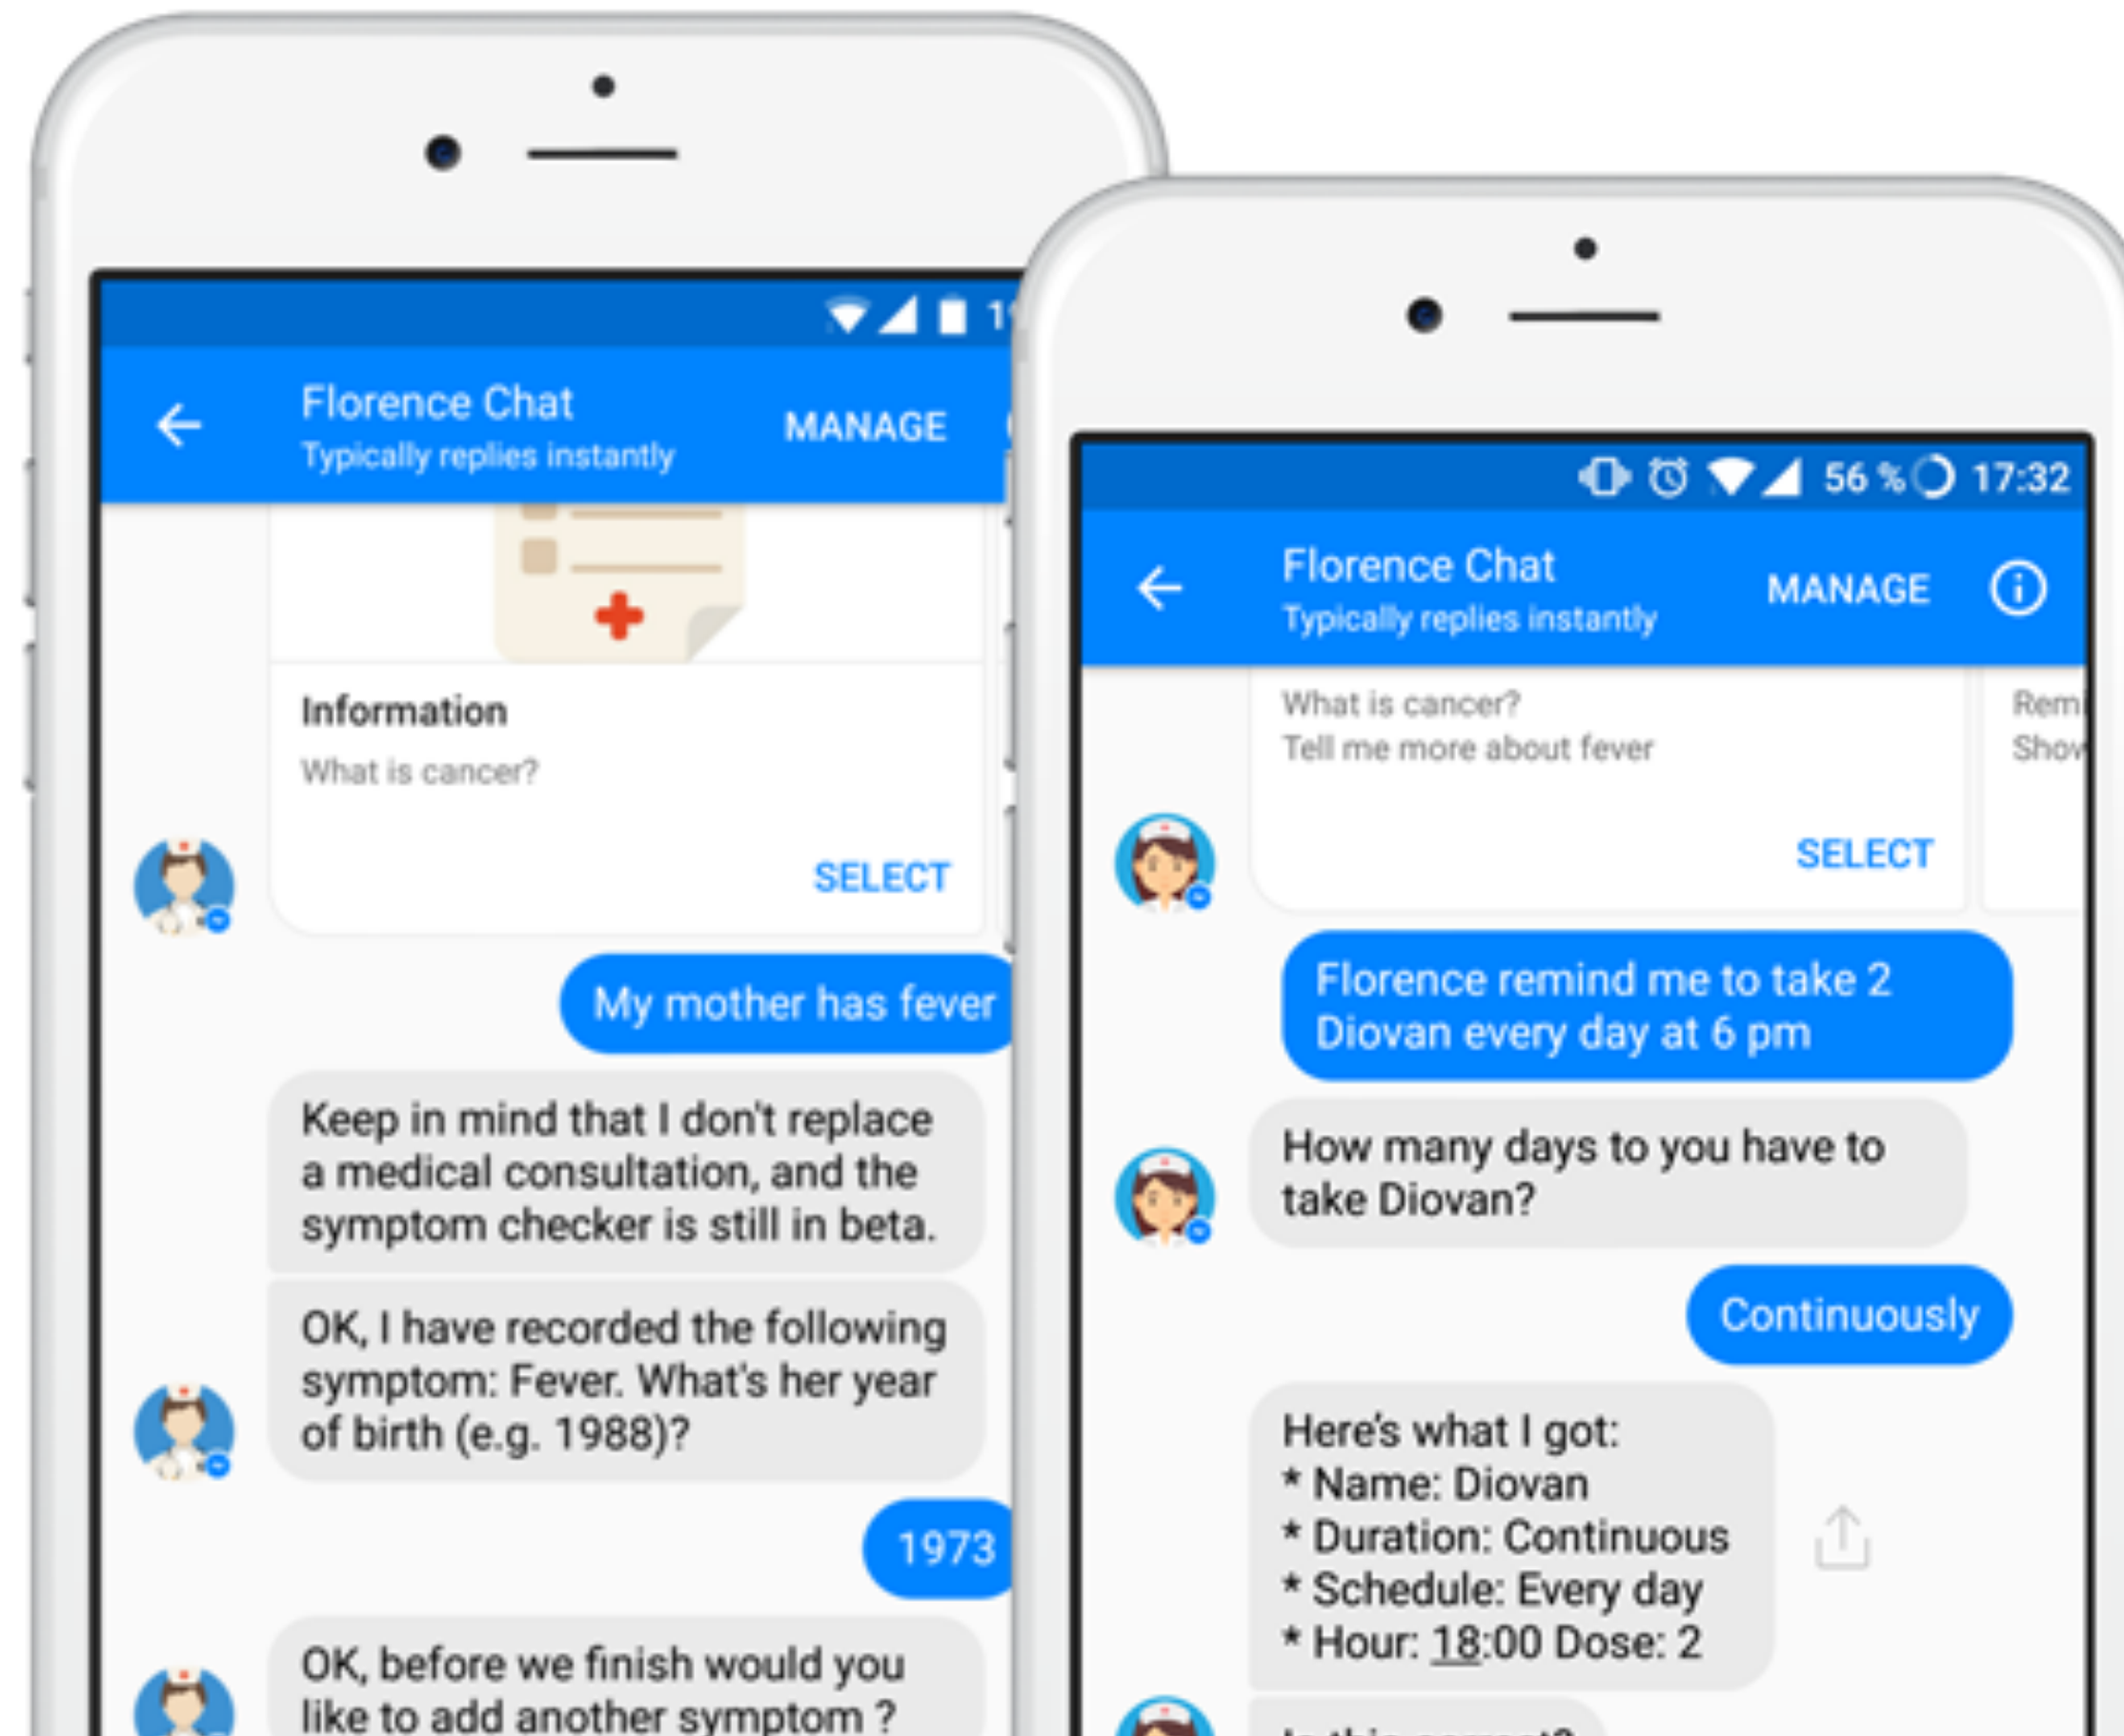 Florence Chat
MANAGE
Typically replies instantly
Information
What is cancer?
SELECT
My mother has fever
Keep in mind that I don't replace
a medical consultation, and the
symptom checker is still in beta.
OK, I have recorded the following
symptom: Fever. What's her year
of birth (e.g. 1988)?
1973
OK, before we finish would you
like to add another symptom ?
56 % 17:32
Florence Chat
MANAGE
Typically replies instantly
What is cancer?
Tell me more about fever
SELECT
Florence remind me to take 2
Diovan every day at 6 pm
How many days to you have to
take Diovan?
Continuously
Here's what I got:
* Name: Diovan
* Duration: Continuous
* Schedule: Every day
* Hour: 18:00 Dose: 2